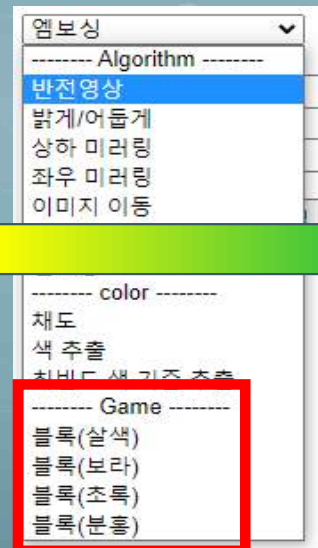 엠보싱
-------- Algorithm --------
반전영상
밝게/어둡게
상하 미러링
좌우 미러링
이미지 이동
-------- color --------
채도
색 추출
-------- Game --------
블록(살색)
블록(보라)
블록(초록)
블록(분홍)